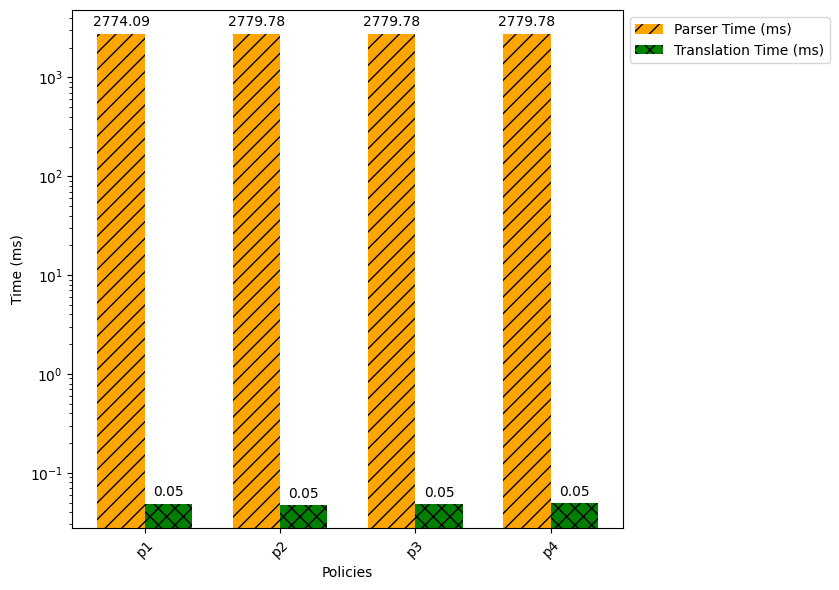 2774.09 2779.78 2779.78 2779.78
Parser Time (ms)
Translation Time (ms)
10³
10²
10¹
10⁰
10⁻¹
Time (ms)
0.05 0.05 0.05 0.05
p1 p2 p3 p4
Policies